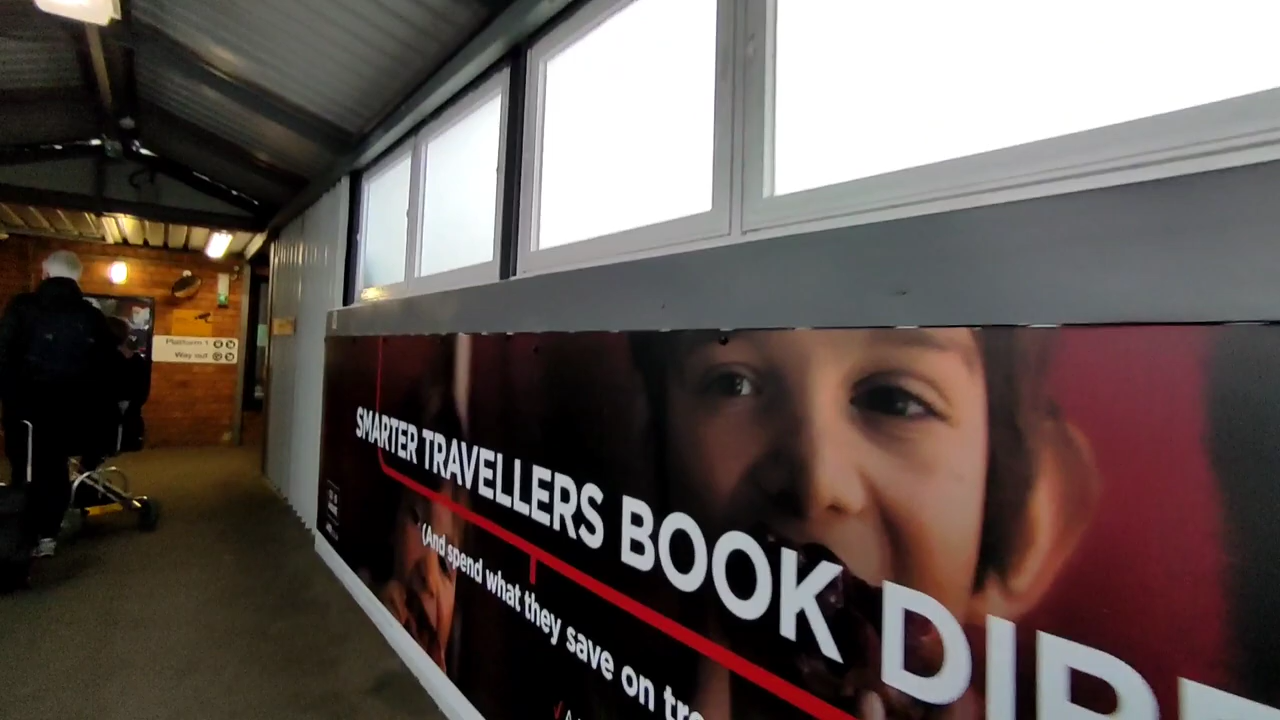 Platform 1
Way out
SMARTER TRAVELLERS BOOK DIRE
(And spend what they save on tre